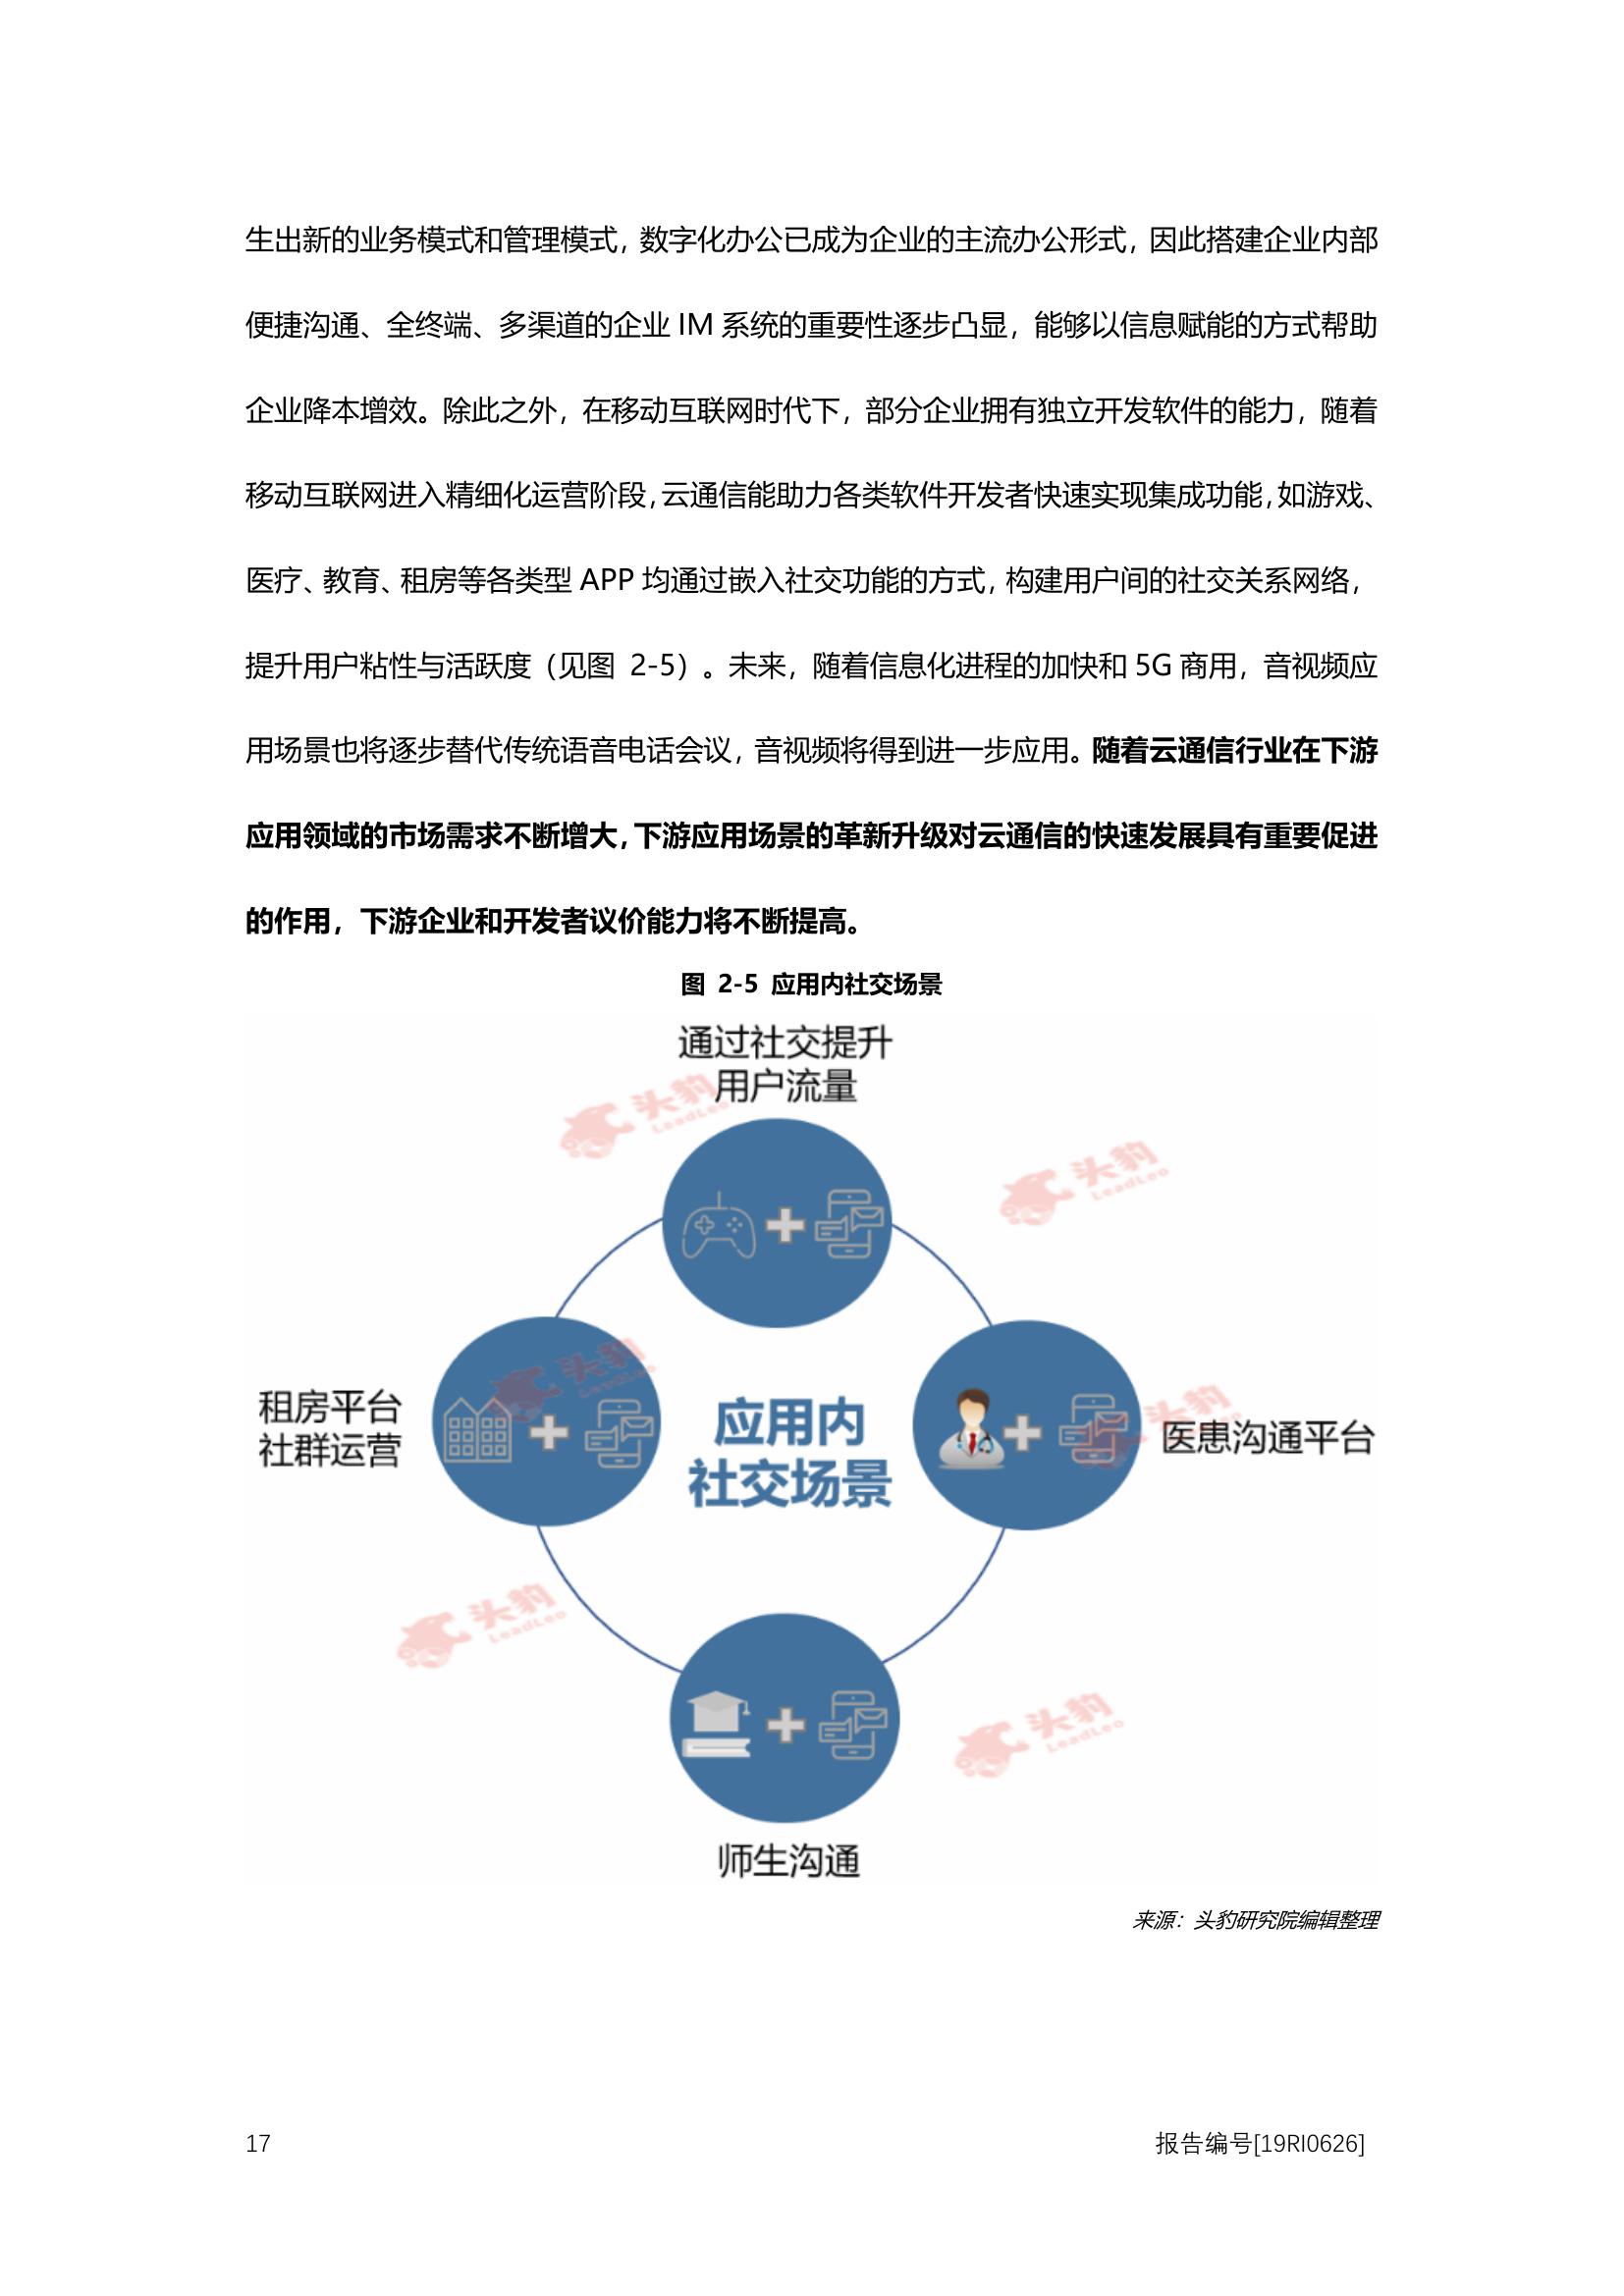 生出新的业务模式和管理模式，数字化办公已成为企业的主流办公形式，因此搭建企业内部
便捷沟通、全终端、多渠道的企业 IM 系统的重要性逐步凸显，能够以信息赋能的方式帮助
企业降本增效。除此之外，在移动互联网时代下，部分企业拥有独立开发软件的能力，随着
移动互联网进入精细化运营阶段，云通信能助力各类软件开发者快速实现集成功能，如游戏、
医疗、教育、租房等各类型 APP 均通过嵌入社交功能的方式，构建用户间的社交关系网络，
提升用户粘性与活跃度（见图 2-5）。未来，随着信息化进程的加快和 5G 商用，音视频应
用场景也将逐步替代传统语音电话会议，音视频将得到进一步应用。随着云通信行业在下游
应用领域的市场需求不断增大，下游应用场景的革新升级对云通信的快速发展具有重要促进
的作用，下游企业和开发者议价能力将不断提高。
图 2-5 应用内社交场景
通过社交提升
用户流量
头豹
LeadLeo
头豹
LeadLeo
头豹
LeadLeo
租房平台
社群运营
应用内
社交场景
头豹
LeadLeo
医患沟通平台
头豹
LeadLeo
头豹
LeadLeo
师生沟通
来源：头豹研究院编辑整理
17
报告编号[19RI0626]